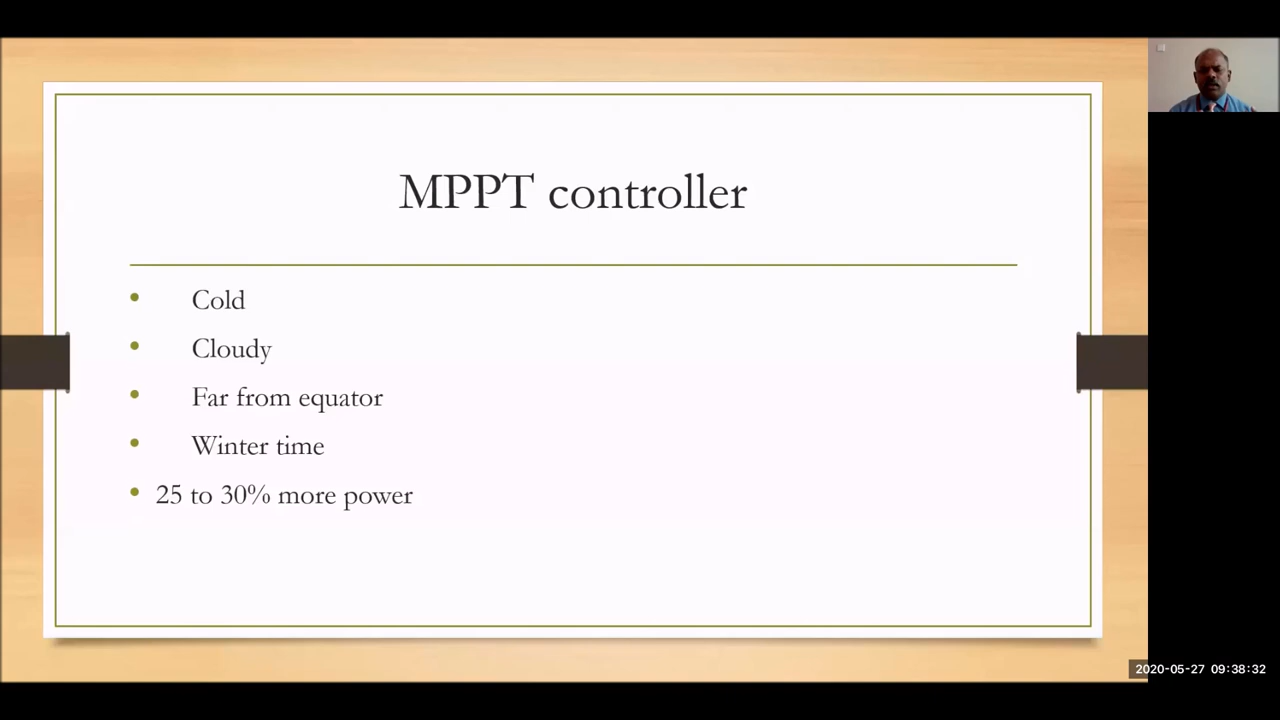 MPPT controller
• Cold
• Cloudy
• Far from equator
• Winter time
• 25 to 30% more power
2020-05-27 09:38:32